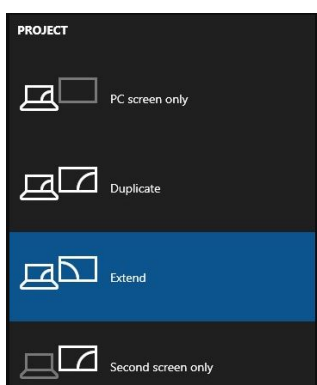 PROJECT
PC screen only
Duplicate
Extend
Second screen only